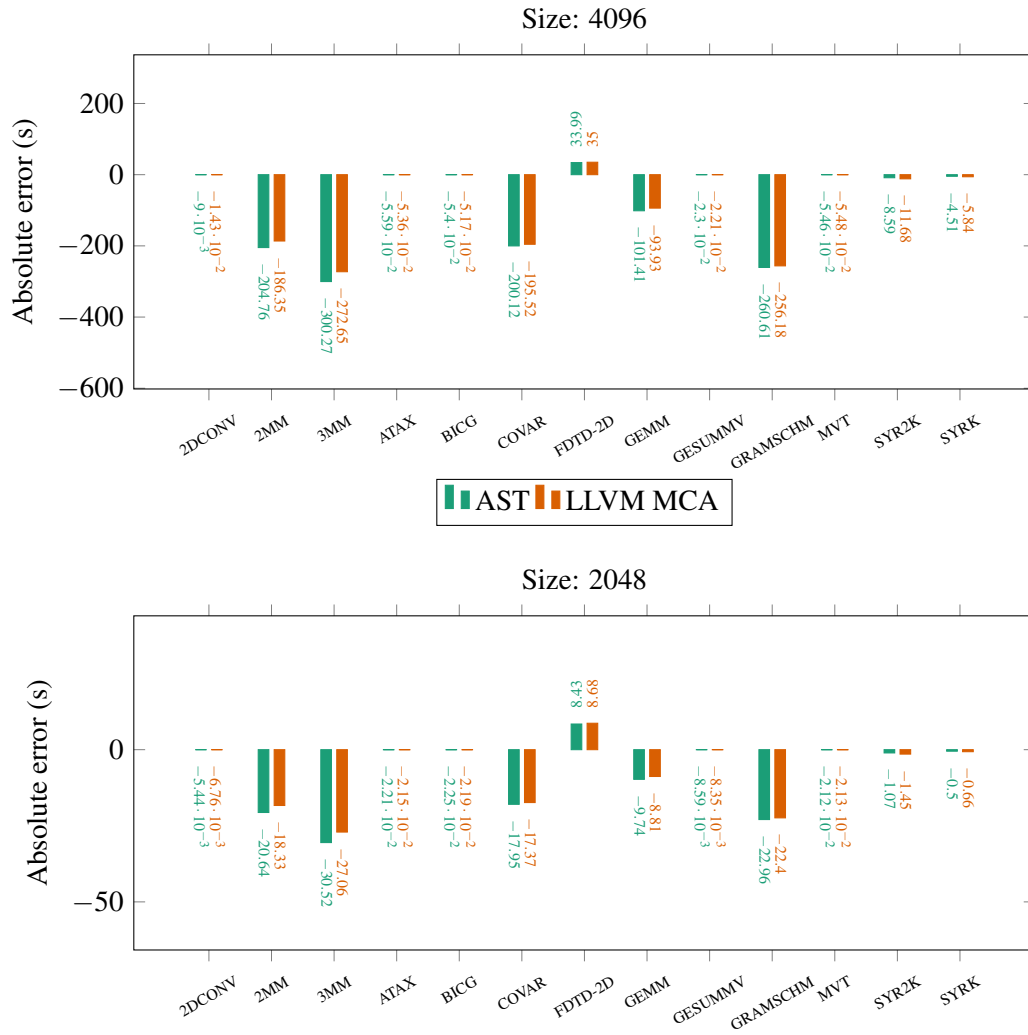 Size: 4096
Absolute error (s)
200
0
−200
−400
−600
−9·10⁻³
−1.43·10⁻²
−204.76
−186.35
−300.27
−272.65
−5.59·10⁻²
−5.36·10⁻²
−5.4·10⁻²
−5.17·10⁻²
−200.12
−195.52
33.99
35
−101.41
−93.93
−2.3·10⁻²
−2.21·10⁻²
−260.61
−256.18
−5.46·10⁻²
−5.48·10⁻²
−8.59
−11.68
−4.51
−5.84
2DCONV
2MM
3MM
ATAX
BICG
COVAR
FDTD-2D
GEMM
GESUMMV
GRAMSCHM
MVT
SYR2K
SYRK
AST LLVM MCA
Size: 2048
Absolute error (s)
0
−50
−5.44·10⁻³
−6.76·10⁻³
−20.64
−18.33
−30.52
−27.06
−2.21·10⁻²
−2.15·10⁻²
−2.25·10⁻²
−2.19·10⁻²
−17.95
−17.37
8.43
8.68
−9.74
−8.81
−8.59·10⁻³
−8.35·10⁻³
−22.96
−22.4
−2.12·10⁻²
−2.13·10⁻²
−1.07
−1.45
−0.5
−0.66
2DCONV
2MM
3MM
ATAX
BICG
COVAR
FDTD-2D
GEMM
GESUMMV
GRAMSCHM
MVT
SYR2K
SYRK